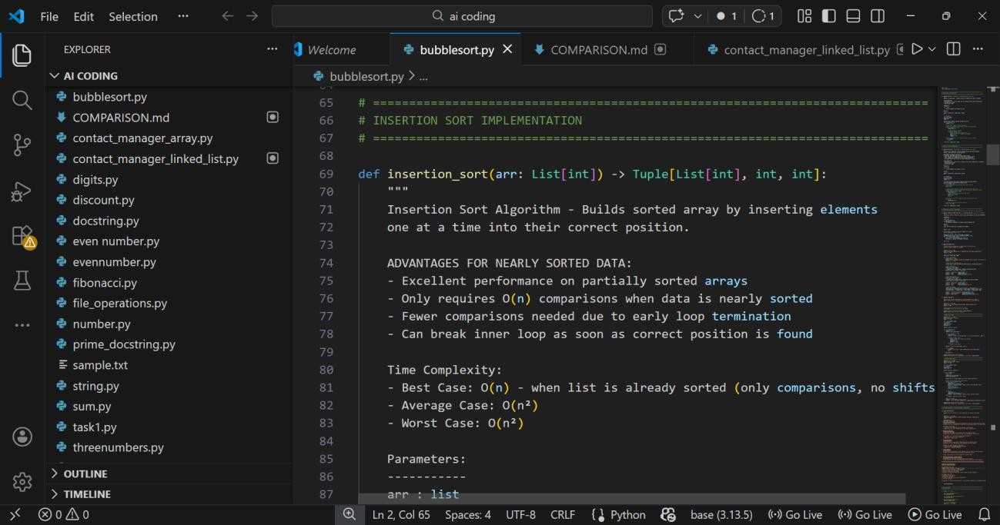 File Edit Selection ··· ai coding 1 1
EXPLORER ···
AI CODING
bubblesort.py
COMPARISON.md
contact_manager_array.py
contact_manager_linked_list.py
digits.py
discount.py
docstring.py
even number.py
evennumber.py
fibonacci.py
file_operations.py
number.py
prime_docstring.py
sample.txt
string.py
sum.py
task1.py
threenumbers.py
OUTLINE
TIMELINE
Welcome bubblesort.py COMPARISON.md contact_manager_linked_list.py ···
bubblesort.py > ...
65 # =============================================================================
66 # INSERTION SORT IMPLEMENTATION
67 # =============================================================================
68
69 def insertion_sort(arr: List[int]) -> Tuple[List[int], int, int]:
70 """
71 Insertion Sort Algorithm - Builds sorted array by inserting elements
72 one at a time into their correct position.
73
74 ADVANTAGES FOR NEARLY SORTED DATA:
75 - Excellent performance on partially sorted arrays
76 - Only requires O(n) comparisons when data is nearly sorted
77 - Fewer comparisons needed due to early loop termination
78 - Can break inner loop as soon as correct position is found
79
80 Time Complexity:
81 - Best Case: O(n) - when list is already sorted (only comparisons, no shifts
82 - Average Case: O(n²)
83 - Worst Case: O(n²)
84
85 Parameters:
86 -----------
87 arr : list
0 0 Ln 2, Col 65 Spaces: 4 UTF-8 CRLF { } Python base (3.13.5) Go Live Go Live Go Live